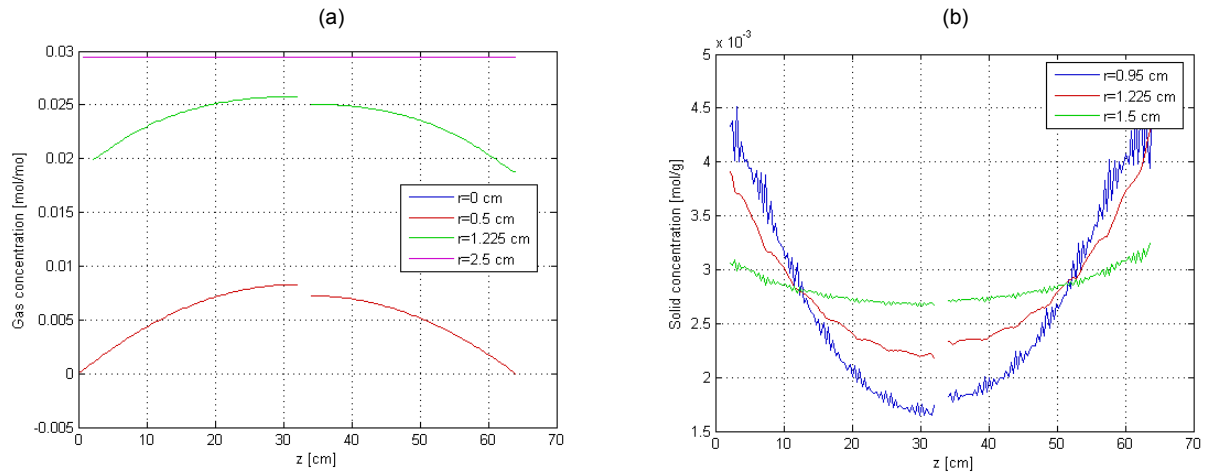 (a)
0.03
0.025
0.02
0.015
0.01
0.005
0
-0.005
Gas concentration [mol/mo]
r=0 cm
r=0.5 cm
r=1.225 cm
r=2.5 cm
0 10 20 30 40 50 60 70
z [cm]
(b)
x 10^-3
5
4.5
4
3.5
3
2.5
2
1.5
Solid concentration [mol/g]
r=0.95 cm
r=1.225 cm
r=1.5 cm
0 10 20 30 40 50 60 70
z [cm]